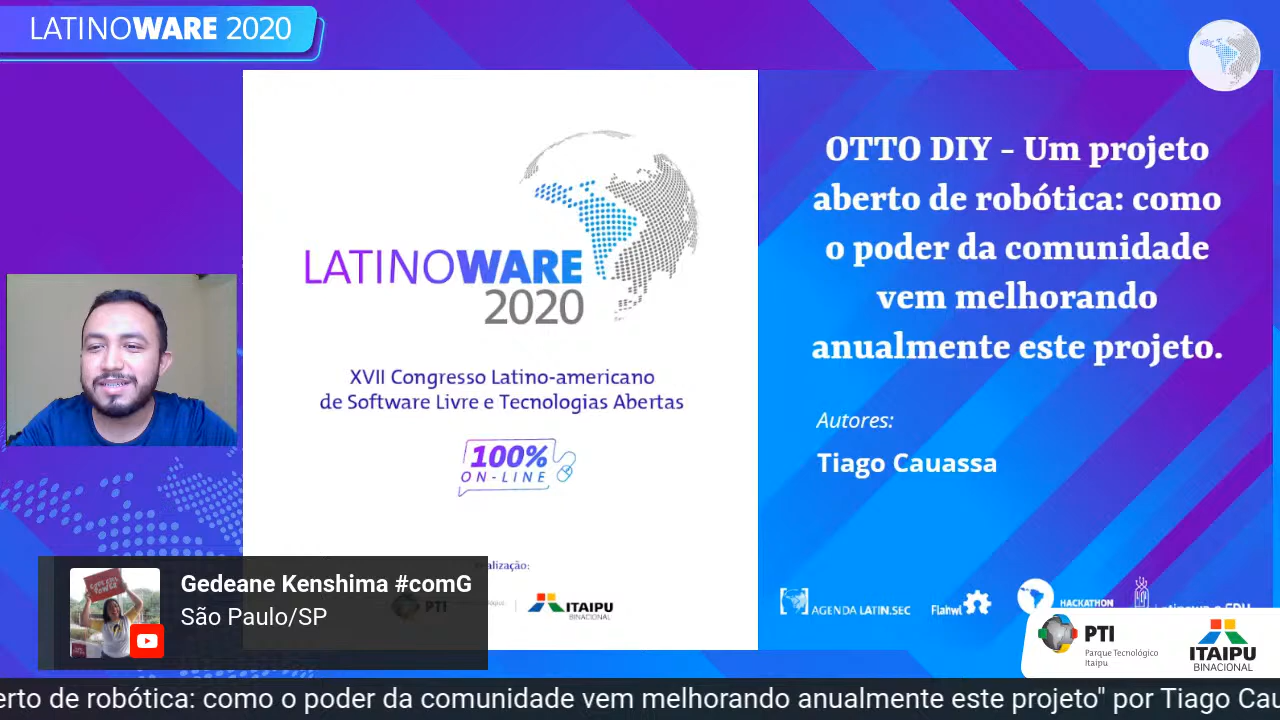 LATINOWARE 2020
OTTO DIY – Um projeto
aberto de robótica: como
o poder da comunidade
vem melhorando
anualmente este projeto.
Autores:
Tiago Cauassa
LATINOWARE
2020
XVII Congresso Latino-americano
de Software Livre e Tecnologias Abertas
100%
ON-LINE
Gedeane Kenshima #comG
São Paulo/SP
PTI
ITAIPU
BINACIONAL
AGENDA LATIN.SEC
HACKATHON
PTI
Parque Tecnológico
Itaipu
ITAIPU
BINACIONAL
erto de robótica: como o poder da comunidade vem melhorando anualmente este projeto" por Tiago Cau